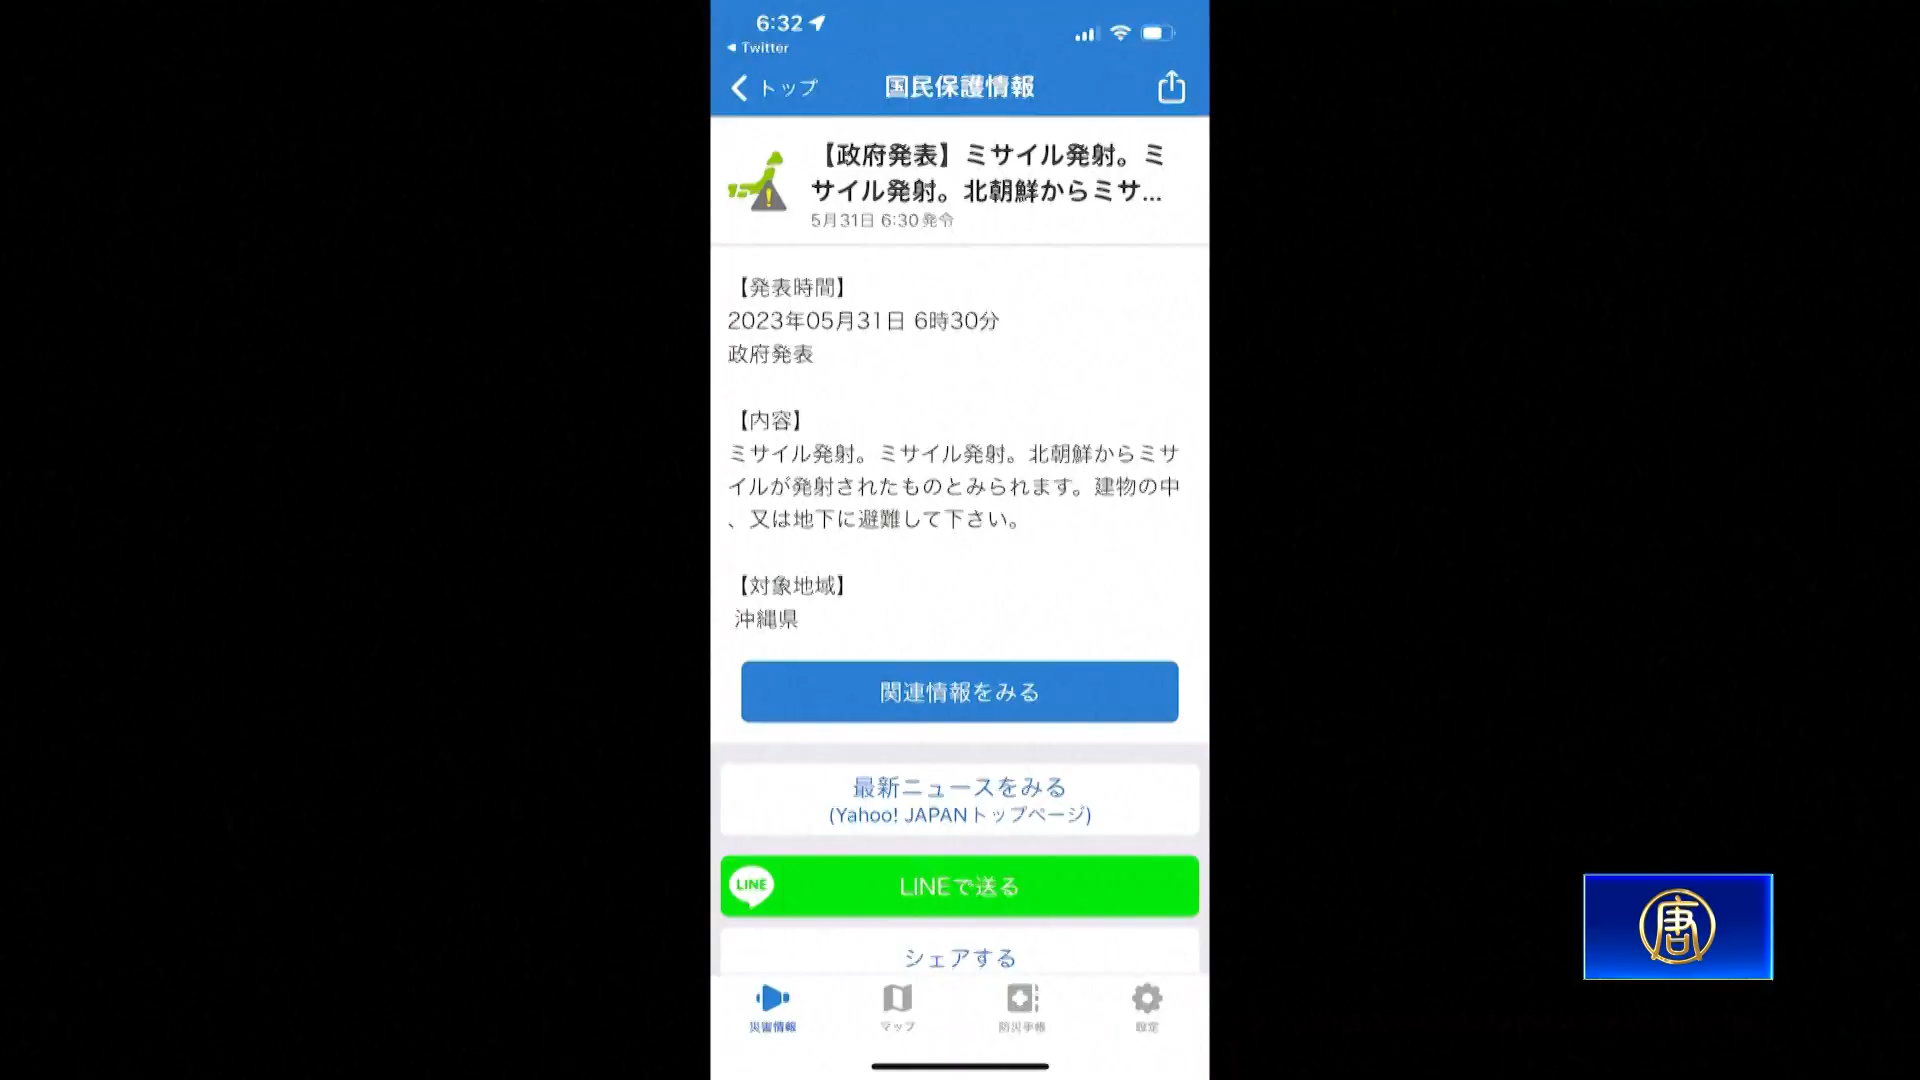 6:32
Twitter
トップ
国民保護情報
【政府発表】ミサイル発射。ミ
サイル発射。北朝鮮からミサ...
5月31日 6:30発令
【発表時間】
2023年05月31日 6時30分
政府発表
【内容】
ミサイル発射。ミサイル発射。北朝鮮からミサ
イルが発射されたものとみられます。建物の中
、又は地下に避難して下さい。
【対象地域】
沖縄県
関連情報をみる
最新ニュースをみる
(Yahoo! JAPANトップページ)
LINE
LINEで送る
シェアする
災害情報
マップ
防災手帳
設定
唐